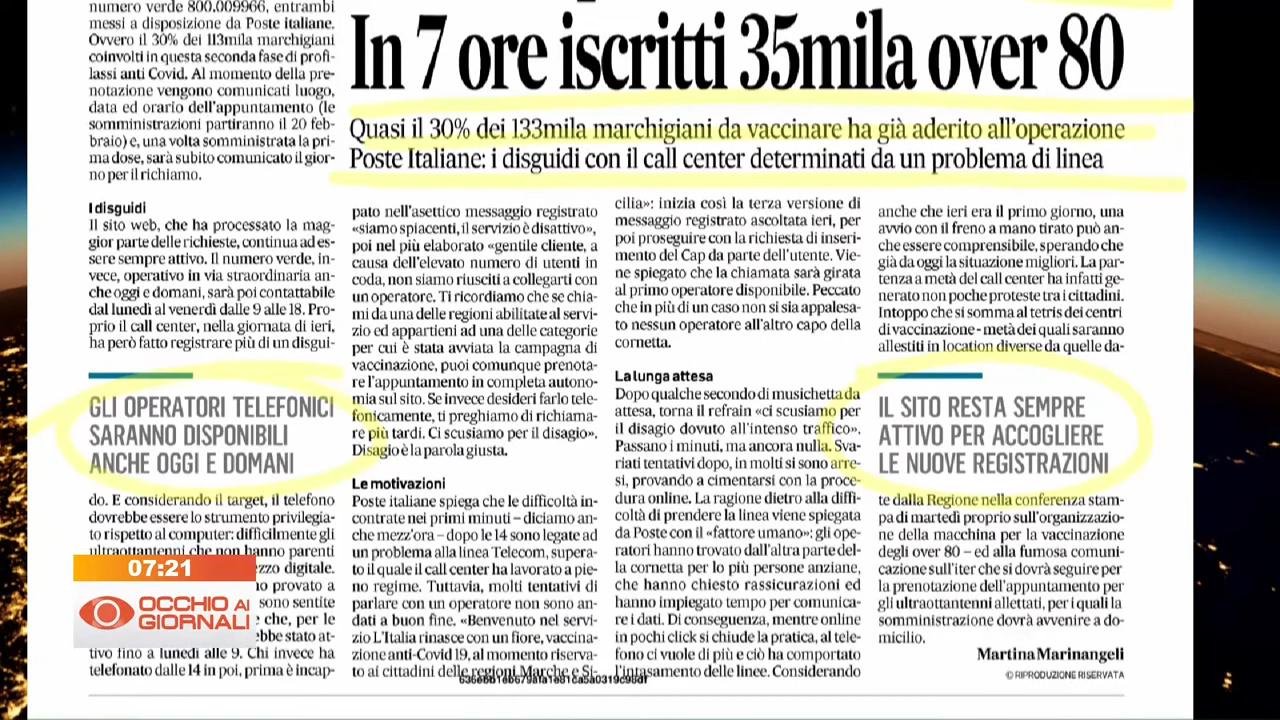 In 7 ore iscritti 35mila over 80
Quasi il 30% dei 133mila marchigiani da vaccinare ha già aderito all'operazione
Poste Italiane: i disguidi con il call center determinati da un problema di linea
numero verde 800.009966, entrambi
messi a disposizione da Poste italiane.
Ovvero il 30% dei 113mila marchigiani
coinvolti in questa seconda fase di profi-
lassi anti Covid. Al momento della pre-
notazione vengono comunicati luogo,
data ed orario dell'appuntamento (le
somministrazioni partiranno il 20 feb-
braio) e, una volta somministrata la pri-
ma dose, sarà subito comunicato il gior-
no per il richiamo.
I disguidi
Il sito web, che ha processato la mag-
gior parte delle richieste, continua ad es-
sere sempre attivo. Il numero verde, in-
vece, operativo in via straordinaria an-
che oggi e domani, sarà poi contattabile
dal lunedì al venerdì dalle 9 alle 18. Pro-
prio il call center, nella giornata di ieri,
ha però fatto registrare più di un disgui-
GLI OPERATORI TELEFONICI
SARANNO DISPONIBILI
ANCHE OGGI E DOMANI
do. E considerando il target, il telefono
dovrebbe essere lo strumento privilegia-
to rispetto al computer: difficilmente gli
ultraottantenni che non hanno parenti
zzo digitale.
o provato a
sono sentite
e che, per le
bbe stato at-
tivo fino a lunedì alle 9. Chi invece ha
telefonato dalle 14 in poi, prima è incap-
pato nell'asettico messaggio registrato
«siamo spiacenti, il servizio è disattivo»,
poi nel più elaborato «gentile cliente, a
causa dell'elevato numero di utenti in
coda, non siamo riusciti a collegarti con
un operatore. Ti ricordiamo che se chia-
mi da una delle regioni abilitate al servi-
zio ed appartieni ad una delle categorie
per cui è stata avviata la campagna di
vaccinazione, puoi comunque prenota-
re l'appuntamento in completa autono-
mia sul sito. Se invece desideri farlo tele-
fonicamente, ti preghiamo di richiama-
re più tardi. Ci scusiamo per il disagio».
Disagio è la parola giusta.
Le motivazioni
Poste italiane spiega che le difficoltà in-
contrate nei primi minuti – diciamo an-
che mezz'ora – dopo le 14 sono legate ad
un problema alla linea Telecom, supera-
to il quale il call center ha lavorato a pie-
no regime. Tuttavia, molti tentativi di
parlare con un operatore non sono an-
dati a buon fine. «Benvenuto nel servi-
zio L'Italia rinasce con un fiore, vaccina-
zione anti-Covid 19, al momento riserva-
to ai cittadini delle regioni Marche e Si-
cilia»: inizia così la terza versione di
messaggio registrato ascoltata ieri, per
poi proseguire con la richiesta di inseri-
mento del Cap da parte dell'utente. Vie-
ne spiegato che la chiamata sarà girata
al primo operatore disponibile. Peccato
che in più di un caso non si sia appalesa-
to nessun operatore all'altro capo della
cornetta.
La lunga attesa
Dopo qualche secondo di musichetta da
attesa, torna il refrain «ci scusiamo per
il disagio dovuto all'intenso traffico».
Passano i minuti, ma ancora nulla. Sva-
riati tentativi dopo, in molti si sono arre-
si, provando a cimentarsi con la proce-
dura online. La ragione dietro alla diffi-
coltà di prendere la linea viene spiegata
da Poste con il «fattore umano»: gli ope-
ratori hanno trovato dall'altra parte del-
la cornetta per lo più persone anziane,
che hanno chiesto rassicurazioni ed
hanno impiegato tempo per comunica-
re i dati. Di conseguenza, mentre online
in pochi click si chiude la pratica, al tele-
fono ci vuole di più e ciò ha comportato
l'intasamento delle linee. Considerando
anche che ieri era il primo giorno, una
avvio con il freno a mano tirato può an-
che essere comprensibile, sperando che
già da oggi la situazione migliori. La par-
tenza a metà del call center ha infatti ge-
nerato non poche proteste tra i cittadini.
Intoppo che si somma al tetris dei centri
di vaccinazione - metà dei quali saranno
allestiti in location diverse da quelle da-
IL SITO RESTA SEMPRE
ATTIVO PER ACCOGLIERE
LE NUOVE REGISTRAZIONI
te dalla Regione nella conferenza stam-
pa di martedì proprio sull'organizzazio-
ne della macchina per la vaccinazione
degli over 80 – ed alla fumosa comuni-
cazione sull'iter che si dovrà seguire per
la prenotazione dell'appuntamento per
gli ultraottantenni allettati, per i quali la
somministrazione dovrà avvenire a do-
micilio.
Martina Marinangeli
© RIPRODUZIONE RISERVATA
07:21
OCCHIO AI
GIORNALI